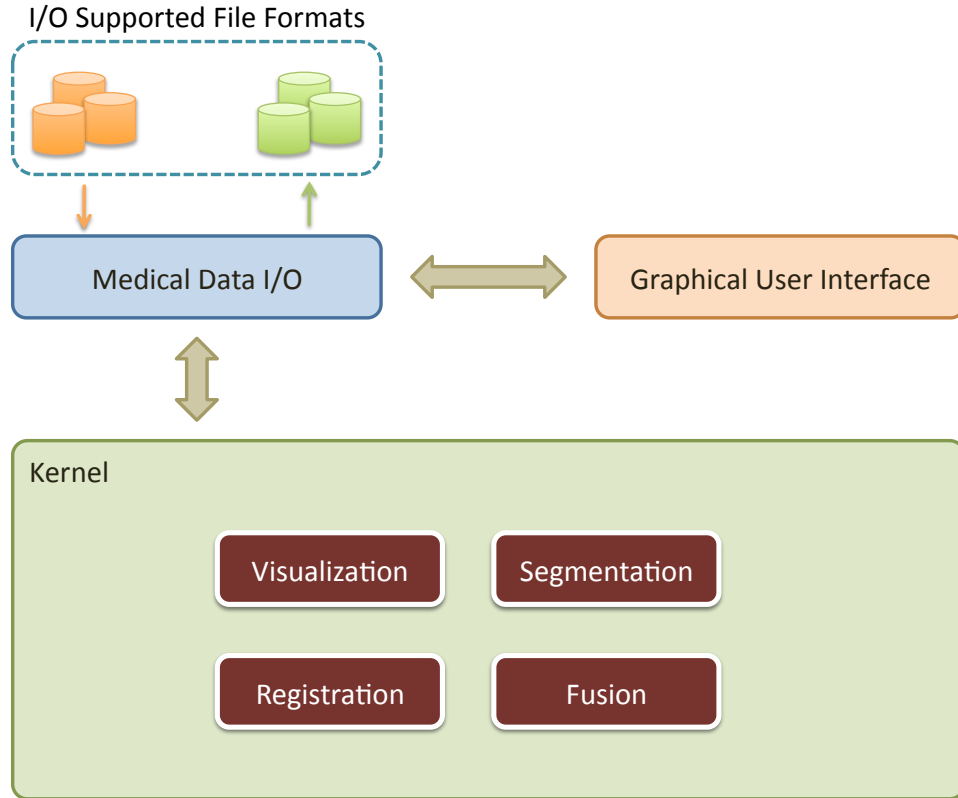 I/O Supported File Formats
Medical Data I/O
Graphical User Interface
Kernel
Visualization
Segmentation
Registration
Fusion